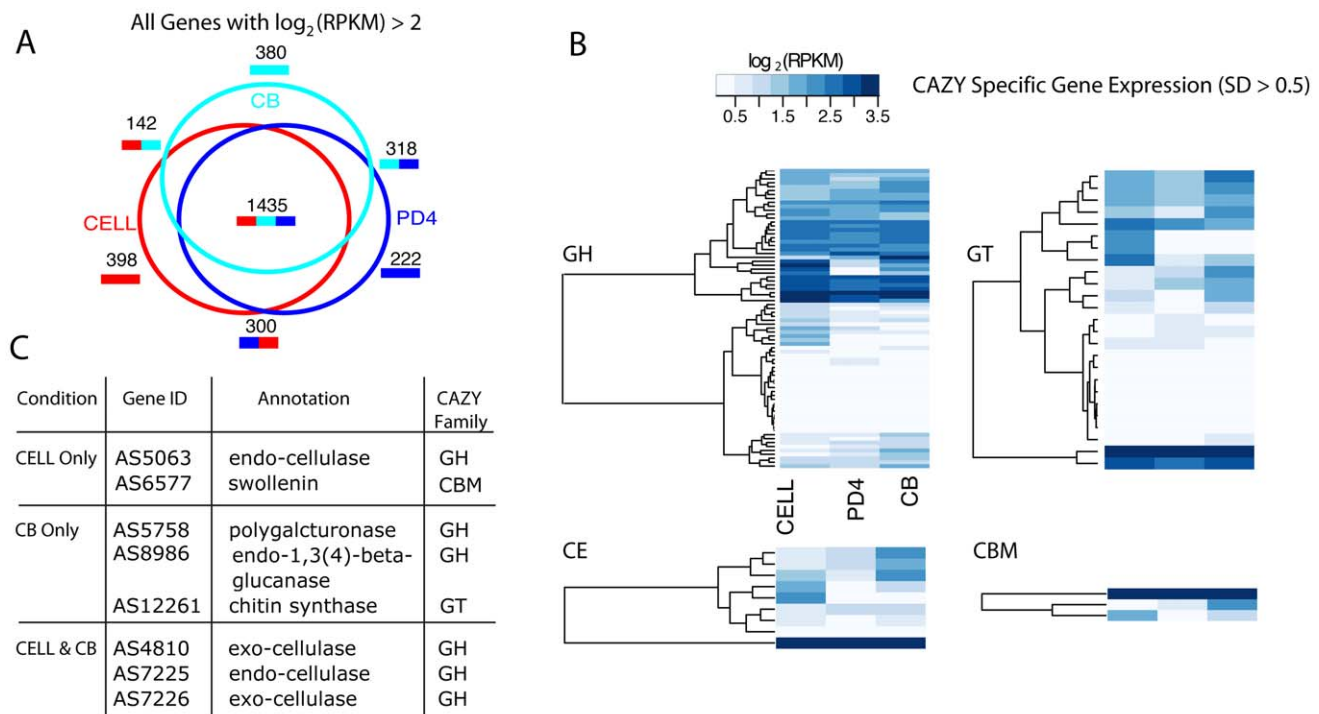 A
All Genes with log2(RPKM) > 2
380
CB
142
318
1435
CELL
PD4
398
222
300
B
log 2(RPKM)
0.5 1.5 2.5 3.5
CAZY Specific Gene Expression (SD > 0.5)
GH
GT
CELL
PD4
CB
CE
CBM
C
Condition Gene ID Annotation CAZY
Family
CELL Only AS5063 endo-cellulase GH
AS6577 swollenin CBM
CB Only AS5758 polygalcturonase GH
AS8986 endo-1,3(4)-beta- GH
glucanase
AS12261 chitin synthase GT
CELL & CB AS4810 exo-cellulase GH
AS7225 endo-cellulase GH
AS7226 exo-cellulase GH